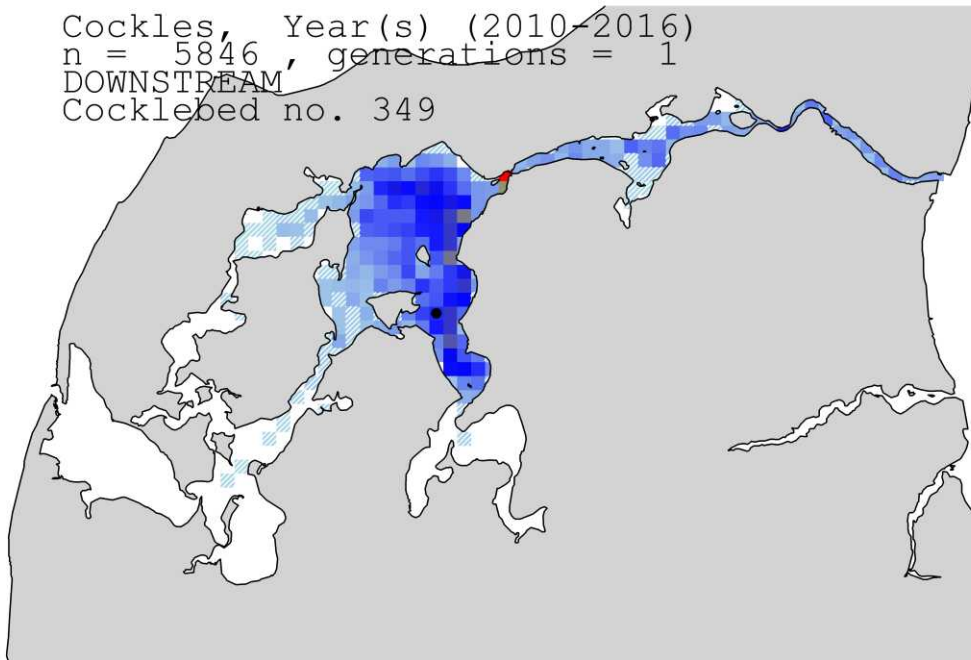 Cockles, Year(s) (2010-2016)
n = 5846 , generations = 1
DOWNSTREAM
Cocklebed no. 349